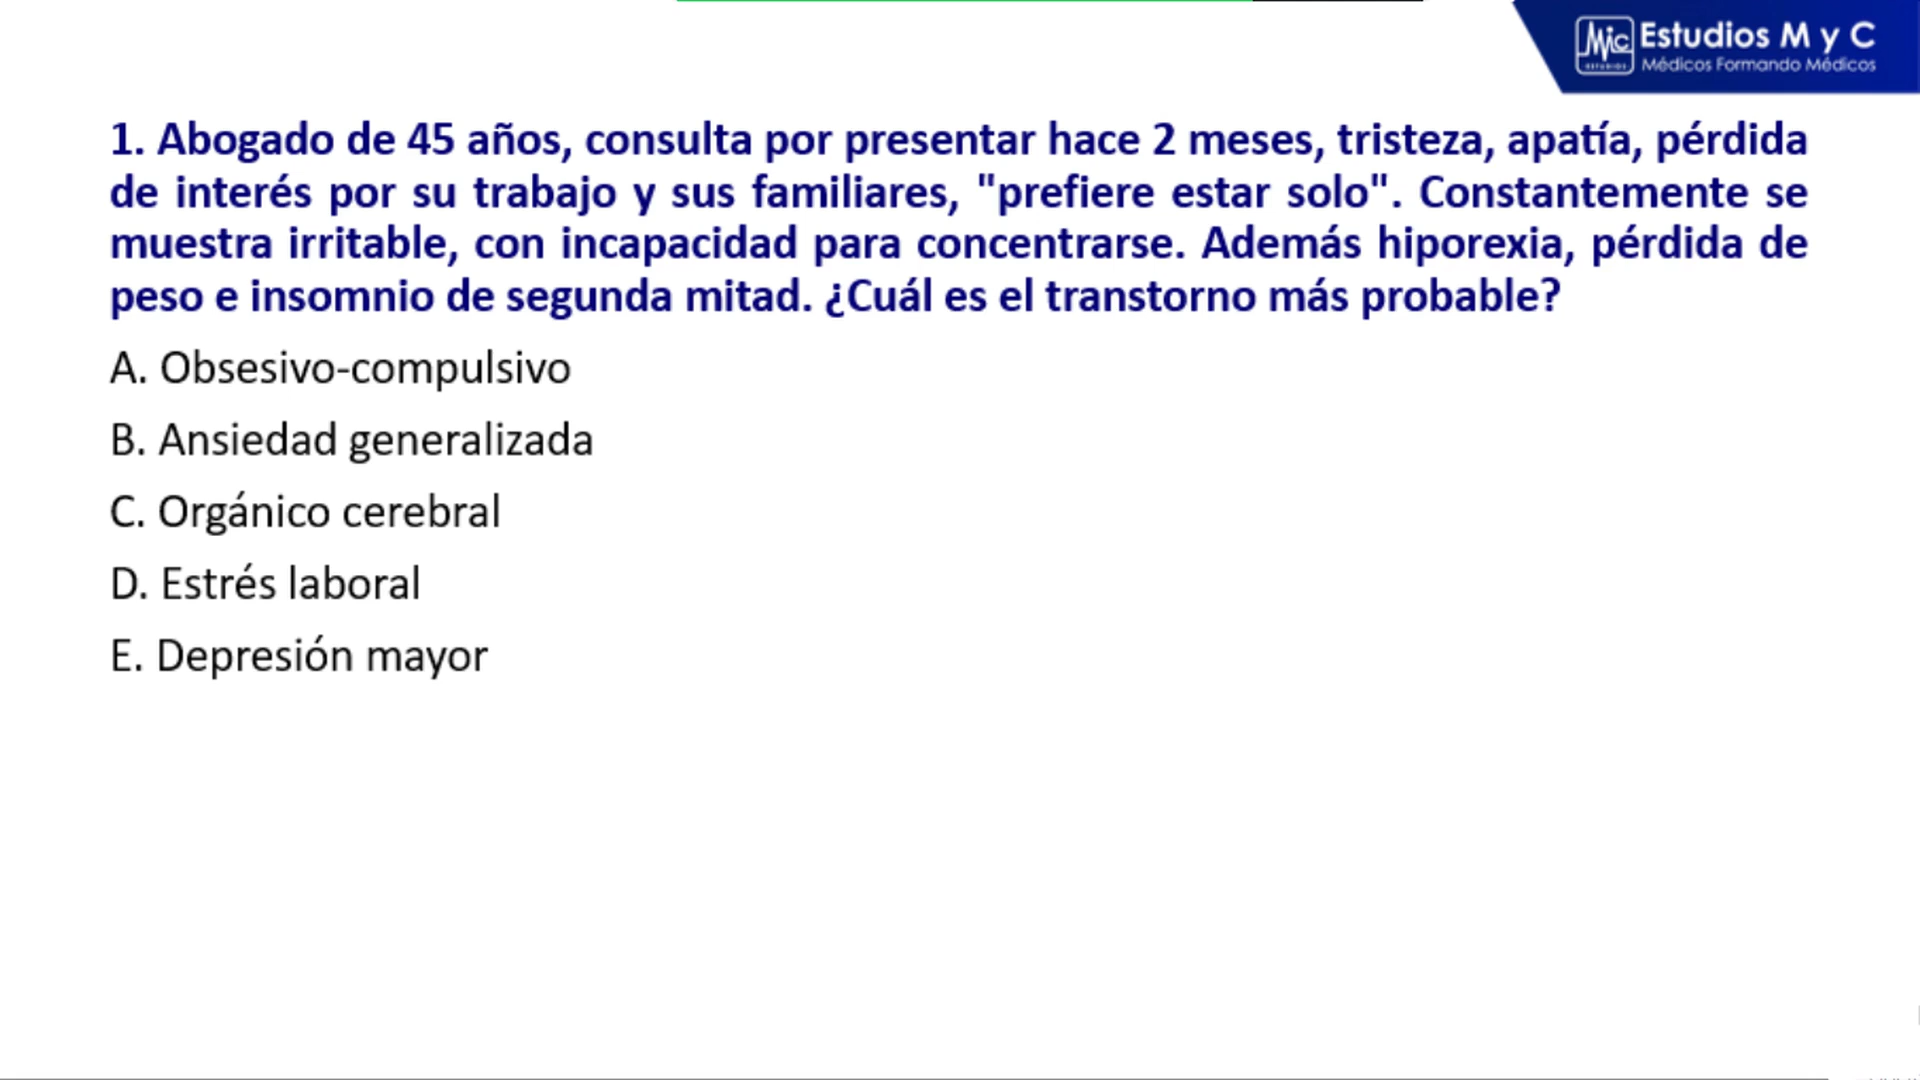 Mic
ESTUDIOS
Estudios M y C
Médicos Formando Médicos
1. Abogado de 45 años, consulta por presentar hace 2 meses, tristeza, apatía, pérdida
de interés por su trabajo y sus familiares, "prefiere estar solo". Constantemente se
muestra irritable, con incapacidad para concentrarse. Además hiporexia, pérdida de
peso e insomnio de segunda mitad. ¿Cuál es el transtorno más probable?
A. Obsesivo-compulsivo
B. Ansiedad generalizada
C. Orgánico cerebral
D. Estrés laboral
E. Depresión mayor